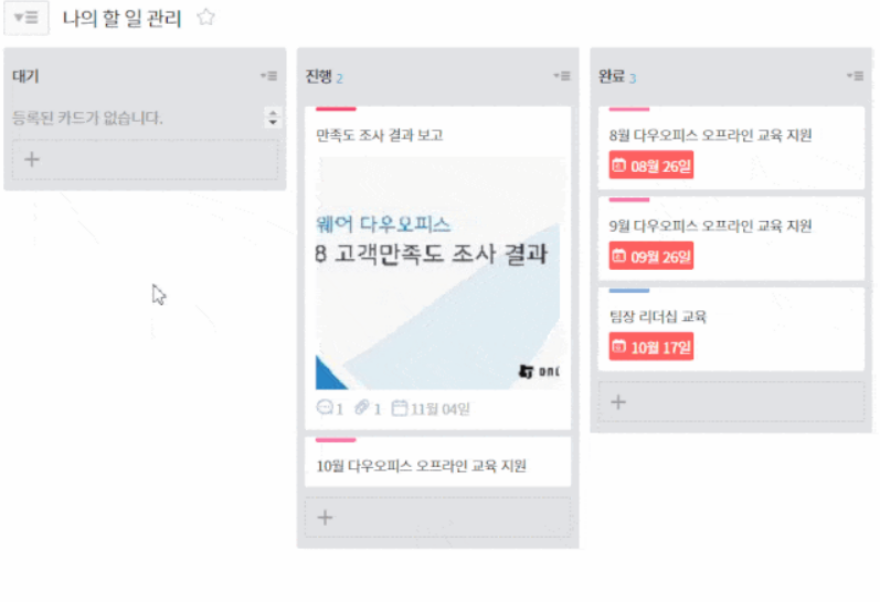 나의 할 일 관리
대기
등록된 카드가 없습니다.
진행 2
만족도 조사 결과 보고
웨어 다우오피스
8 고객만족도 조사 결과
1 1 11월 04일
10월 다우오피스 오프라인 교육 지원
완료 3
8월 다우오피스 오프라인 교육 지원
08월 26일
9월 다우오피스 오프라인 교육 지원
09월 26일
팀장 리더십 교육
10월 17일